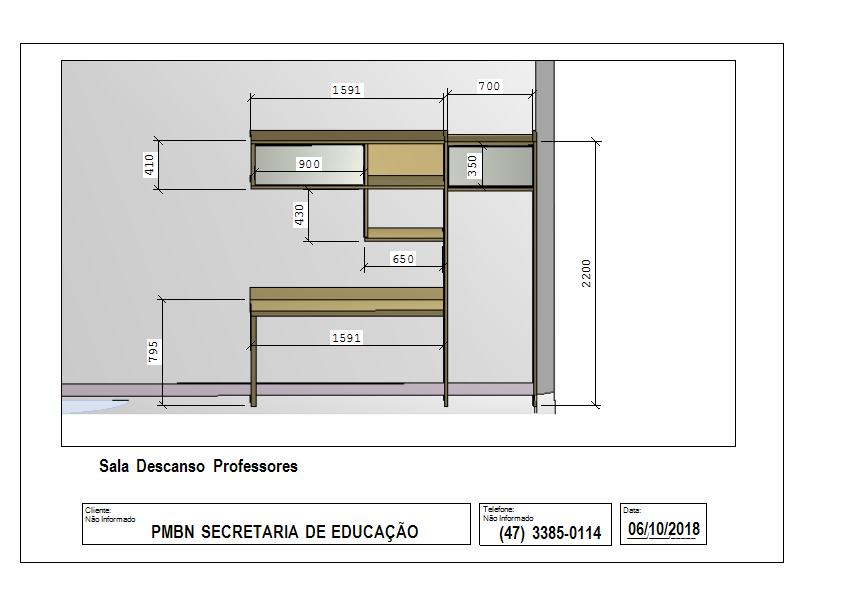 1591
700
410
900
350
430
650
2200
795
1591
Sala Descanso Professores
Cliente:
Não Informado
PMBN SECRETARIA DE EDUCAÇÃO
Telefone:
Não Informado
(47) 3385-0114
Data:
06/10/2018